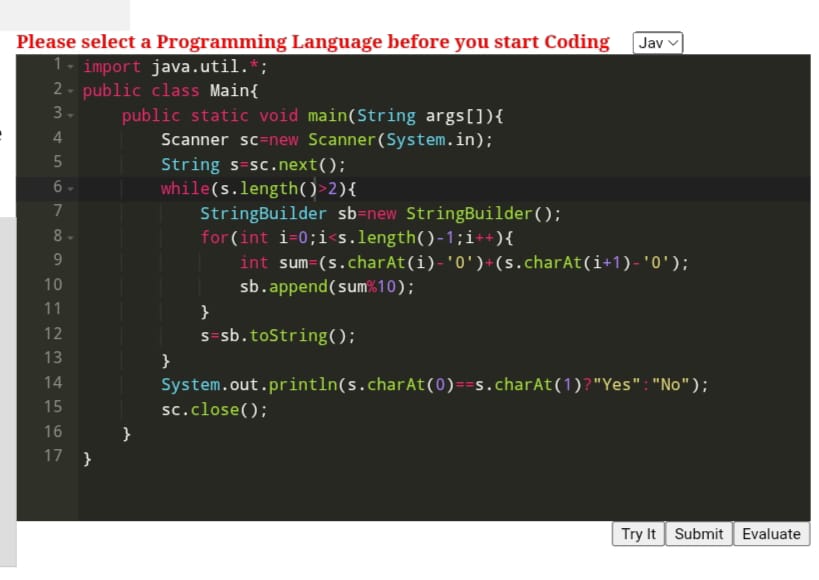 Please select a Programming Language before you start Coding Jav
1 import java.util.*;
2 public class Main{
3 public static void main(String args[]){
4 Scanner sc=new Scanner(System.in);
5 String s=sc.next();
6 while(s.length()>2){
7 StringBuilder sb=new StringBuilder();
8 for(int i=0;i<s.length()-1;i++){
9 int sum=(s.charAt(i)-'0')+(s.charAt(i+1)-'0');
10 sb.append(sum%10);
11 }
12 s=sb.toString();
13 }
14 System.out.println(s.charAt(0)==s.charAt(1)?"Yes":"No");
15 sc.close();
16 }
17 }
Try It Submit Evaluate